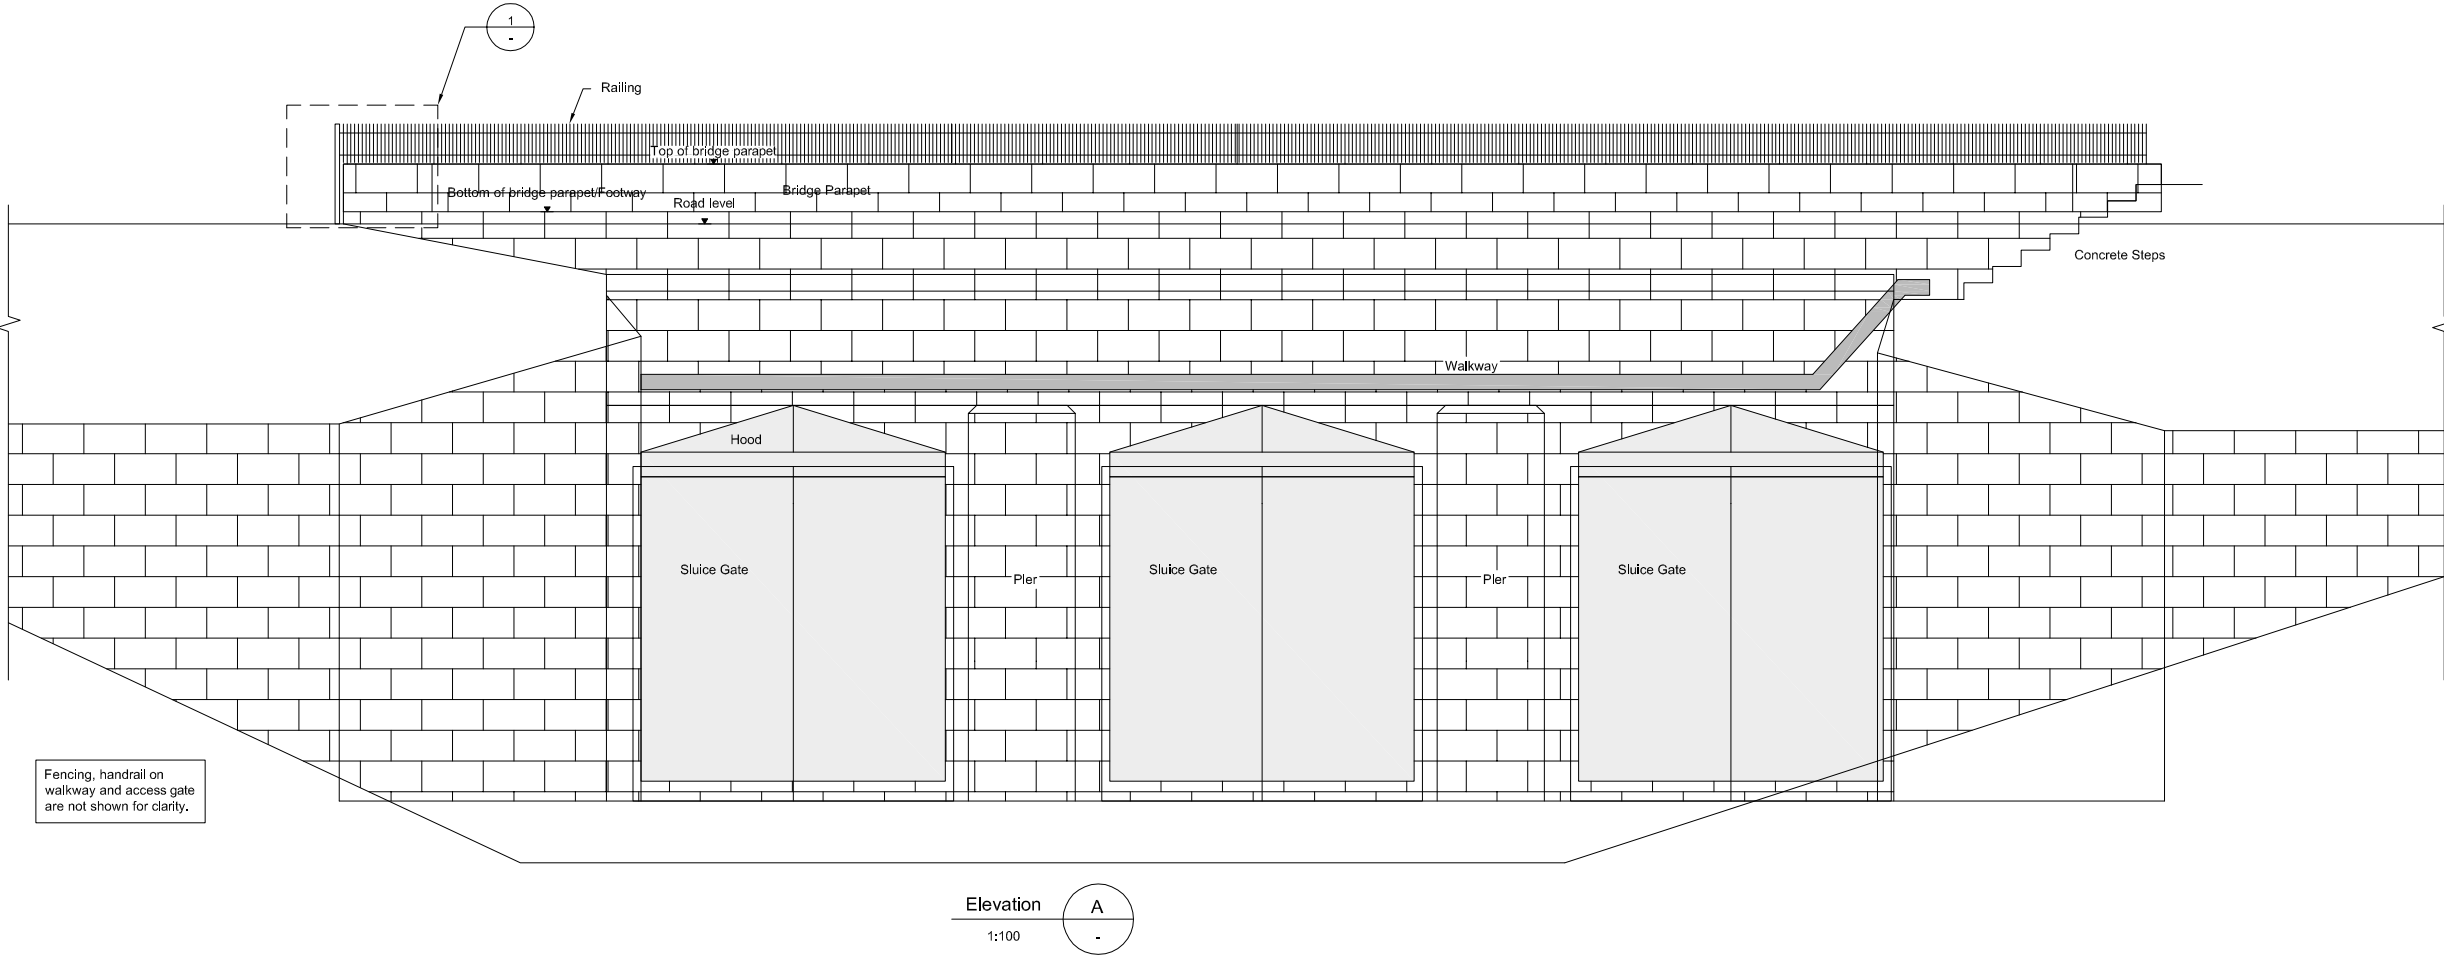 1
-
Railing
Top of bridge parapet
Bottom of bridge parapet/Footway
Bridge Parapet
Road level
Concrete Steps
Walkway
Hood
Sluice Gate
Sluice Gate
Sluice Gate
Pier
Pier
Fencing, handrail on
walkway and access gate
are not shown for clarity.
Elevation
A
1:100
-